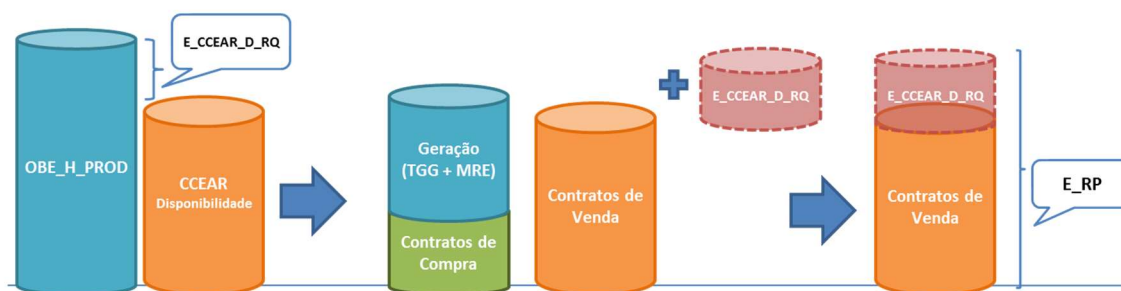 E_CCEAR_D_RQ
OBE_H_PROD
CCEAR
Disponibilidade
Geração
(TGG + MRE)
Contratos de
Compra
Contratos de
Venda
E_CCEAR_D_RQ
E_CCEAR_D_RQ
Contratos de
Venda
E_RP